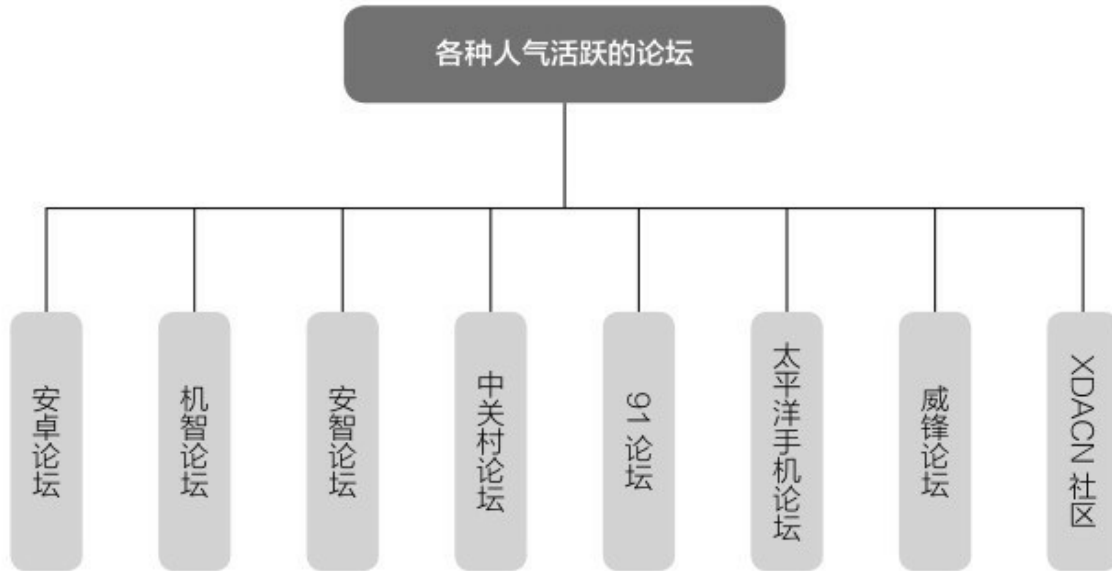 各种人气活跃的论坛
安卓论坛
机智论坛
安智论坛
中关村论坛
91 论坛
太平洋手机论坛
威锋论坛
XDACN 社区